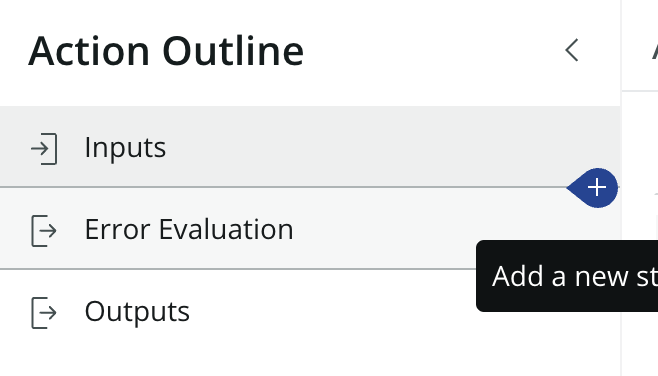 Action Outline
Inputs
Error Evaluation
Add a new st
Outputs